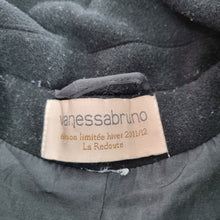 vanessabruno
édition limitée hiver 2011/12
La Redoute